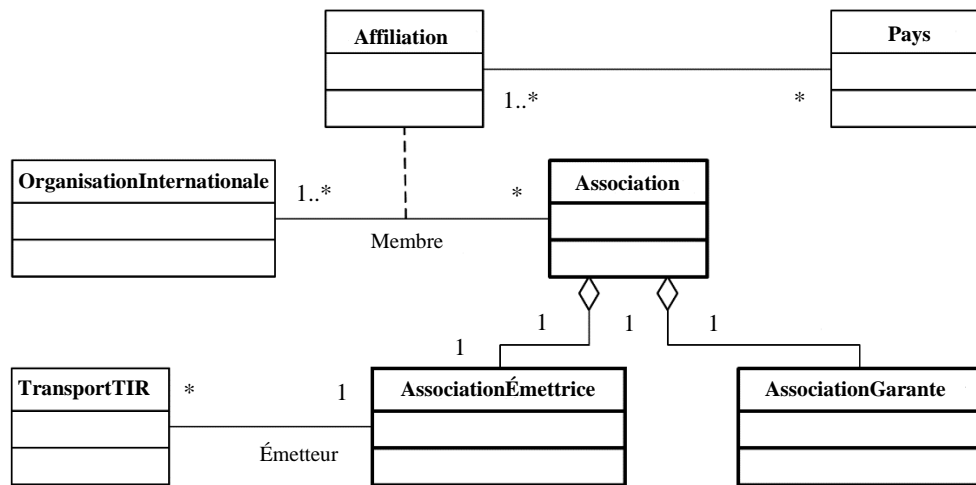 Affiliation
Pays
1..*
*
OrganisationInternationale
1..*
*
Association
Membre
1
1
1
1
TransportTIR
*
1
AssociationÉmettrice
AssociationGarante
Émetteur